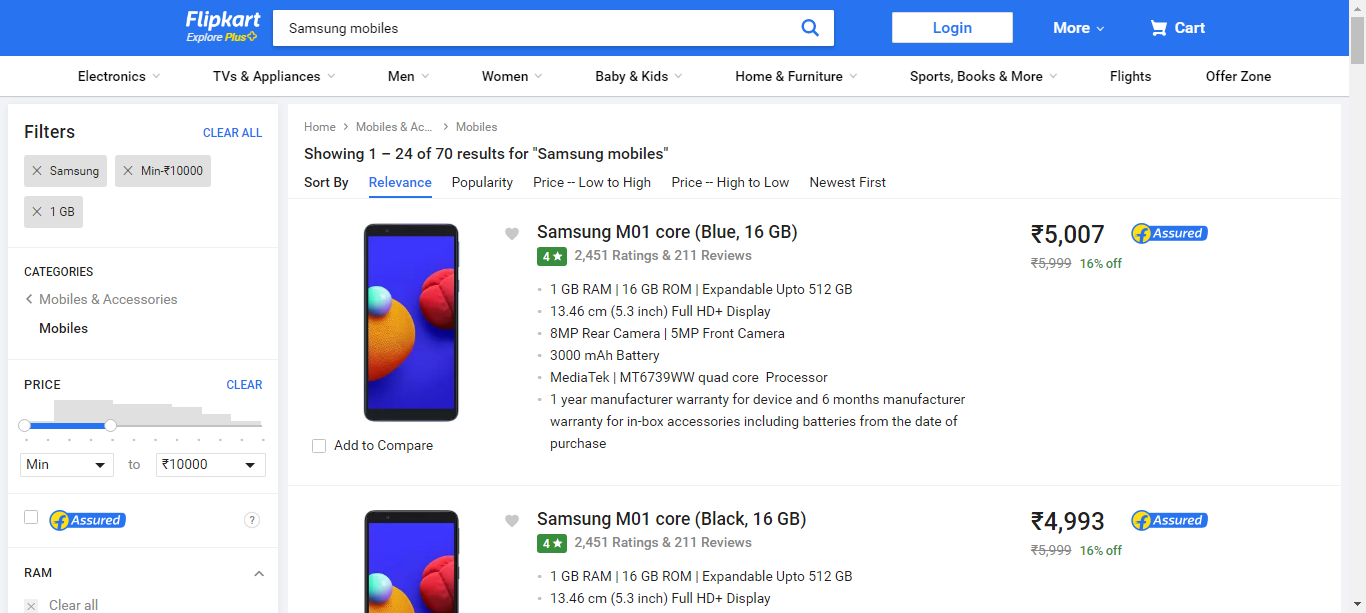 Flipkart
Explore Plus
Samsung mobiles
Login
More
Cart
Electronics
TVs & Appliances
Men
Women
Baby & Kids
Home & Furniture
Sports, Books & More
Flights
Offer Zone
Filters
CLEAR ALL
✕ Samsung
✕ Min-₹10000
✕ 1 GB
CATEGORIES
Mobiles & Accessories
Mobiles
PRICE
CLEAR
Min
to
₹10000
f Assured
?
RAM
✕ Clear all
Home > Mobiles & Ac... > Mobiles
Showing 1 – 24 of 70 results for "Samsung mobiles"
Sort By
Relevance
Popularity
Price -- Low to High
Price -- High to Low
Newest First
Samsung M01 core (Blue, 16 GB)
4★ 2,451 Ratings & 211 Reviews
1 GB RAM | 16 GB ROM | Expandable Upto 512 GB
13.46 cm (5.3 inch) Full HD+ Display
8MP Rear Camera | 5MP Front Camera
3000 mAh Battery
MediaTek | MT6739WW quad core  Processor
1 year manufacturer warranty for device and 6 months manufacturer
warranty for in-box accessories including batteries from the date of
purchase
₹5,007
f Assured
₹5,999 16% off
Add to Compare
Samsung M01 core (Black, 16 GB)
4★ 2,451 Ratings & 211 Reviews
1 GB RAM | 16 GB ROM | Expandable Upto 512 GB
13.46 cm (5.3 inch) Full HD+ Display
₹4,993
f Assured
₹5,999 16% off